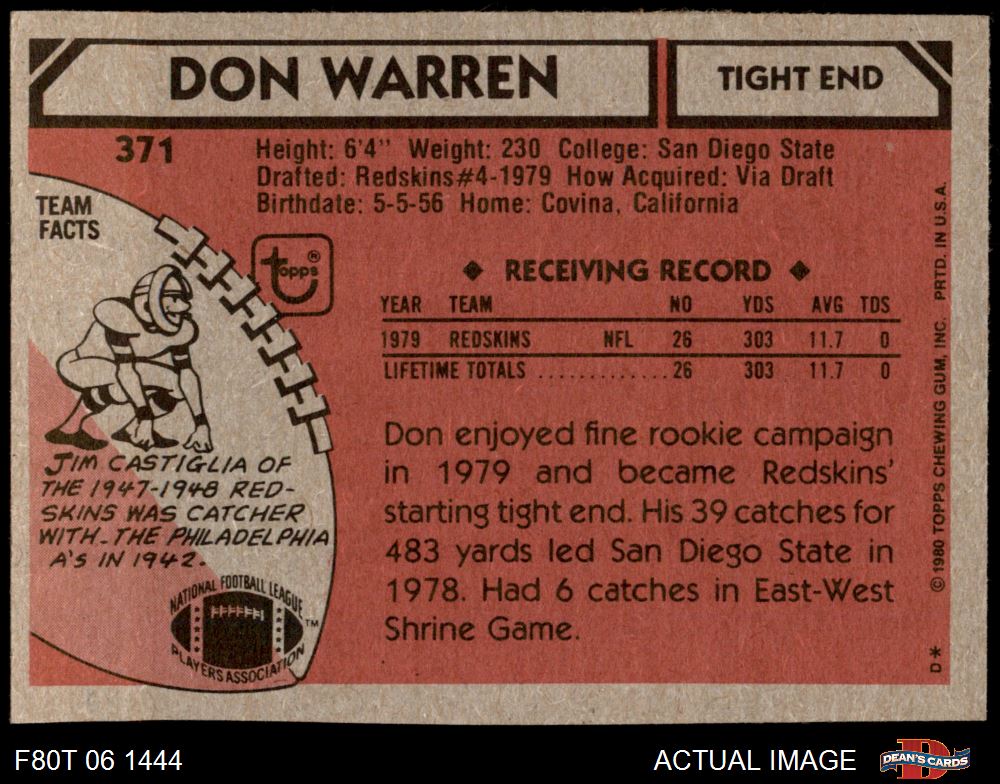 DON WARREN
TIGHT END
371
Height: 6'4" Weight: 230 College: San Diego State
Drafted: Redskins#4-1979 How Acquired: Via Draft
Birthdate: 5-5-56 Home: Covina, California
TEAM
FACTS
topps®
◆ RECEIVING RECORD ◆
YEAR TEAM NO YDS AVG TDS
1979 REDSKINS NFL 26 303 11.7 0
LIFETIME TOTALS .............26 303 11.7 0
Don enjoyed fine rookie campaign
in 1979 and became Redskins'
starting tight end. His 39 catches for
483 yards led San Diego State in
1978. Had 6 catches in East-West
Shrine Game.
JIM CASTIGLIA OF
THE 1947-1948 RED-
SKINS WAS CATCHER
WITH THE PHILADELPHIA
A'S IN 1942.
NATIONAL FOOTBALL LEAGUE
PLAYERS ASSOCIATION
TM
©1980 TOPPS CHEWING GUM, INC. PRTD. IN U.S.A.
D*
F80T 06 1444
ACTUAL IMAGE
DEAN'S CARDS